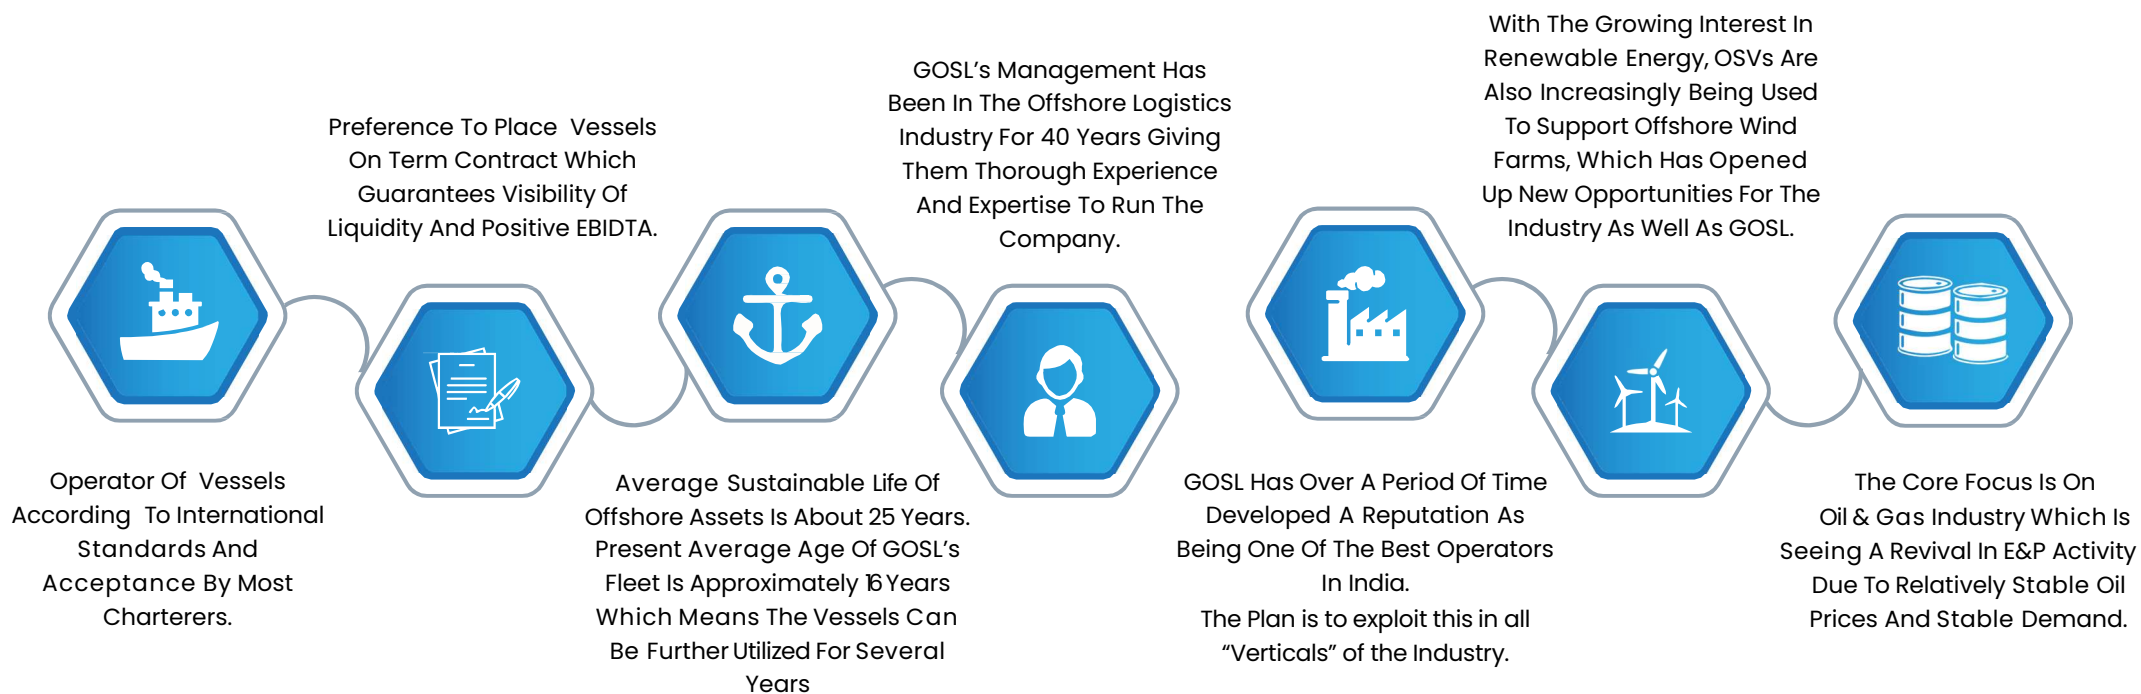 Operator Of Vessels
According To International
Standards And
Acceptance By Most
Charterers.
Preference To Place Vessels
On Term Contract Which
Guarantees Visibility Of
Liquidity And Positive EBIDTA.
Average Sustainable Life Of
Offshore Assets Is About 25 Years.
Present Average Age Of GOSL's
Fleet Is Approximately 16 Years
Which Means The Vessels Can
Be Further Utilized For Several
Years
GOSL's Management Has
Been In The Offshore Logistics
Industry For 40 Years Giving
Them Thorough Experience
And Expertise To Run The
Company.
GOSL Has Over A Period Of Time
Developed A Reputation As
Being One Of The Best Operators
In India.
The Plan is to exploit this in all
“Verticals” of the Industry.
With The Growing Interest In
Renewable Energy, OSVs Are
Also Increasingly Being Used
To Support Offshore Wind
Farms, Which Has Opened
Up New Opportunities For The
Industry As Well As GOSL.
The Core Focus Is On
Oil & Gas Industry Which Is
Seeing A Revival In E&P Activity
Due To Relatively Stable Oil
Prices And Stable Demand.